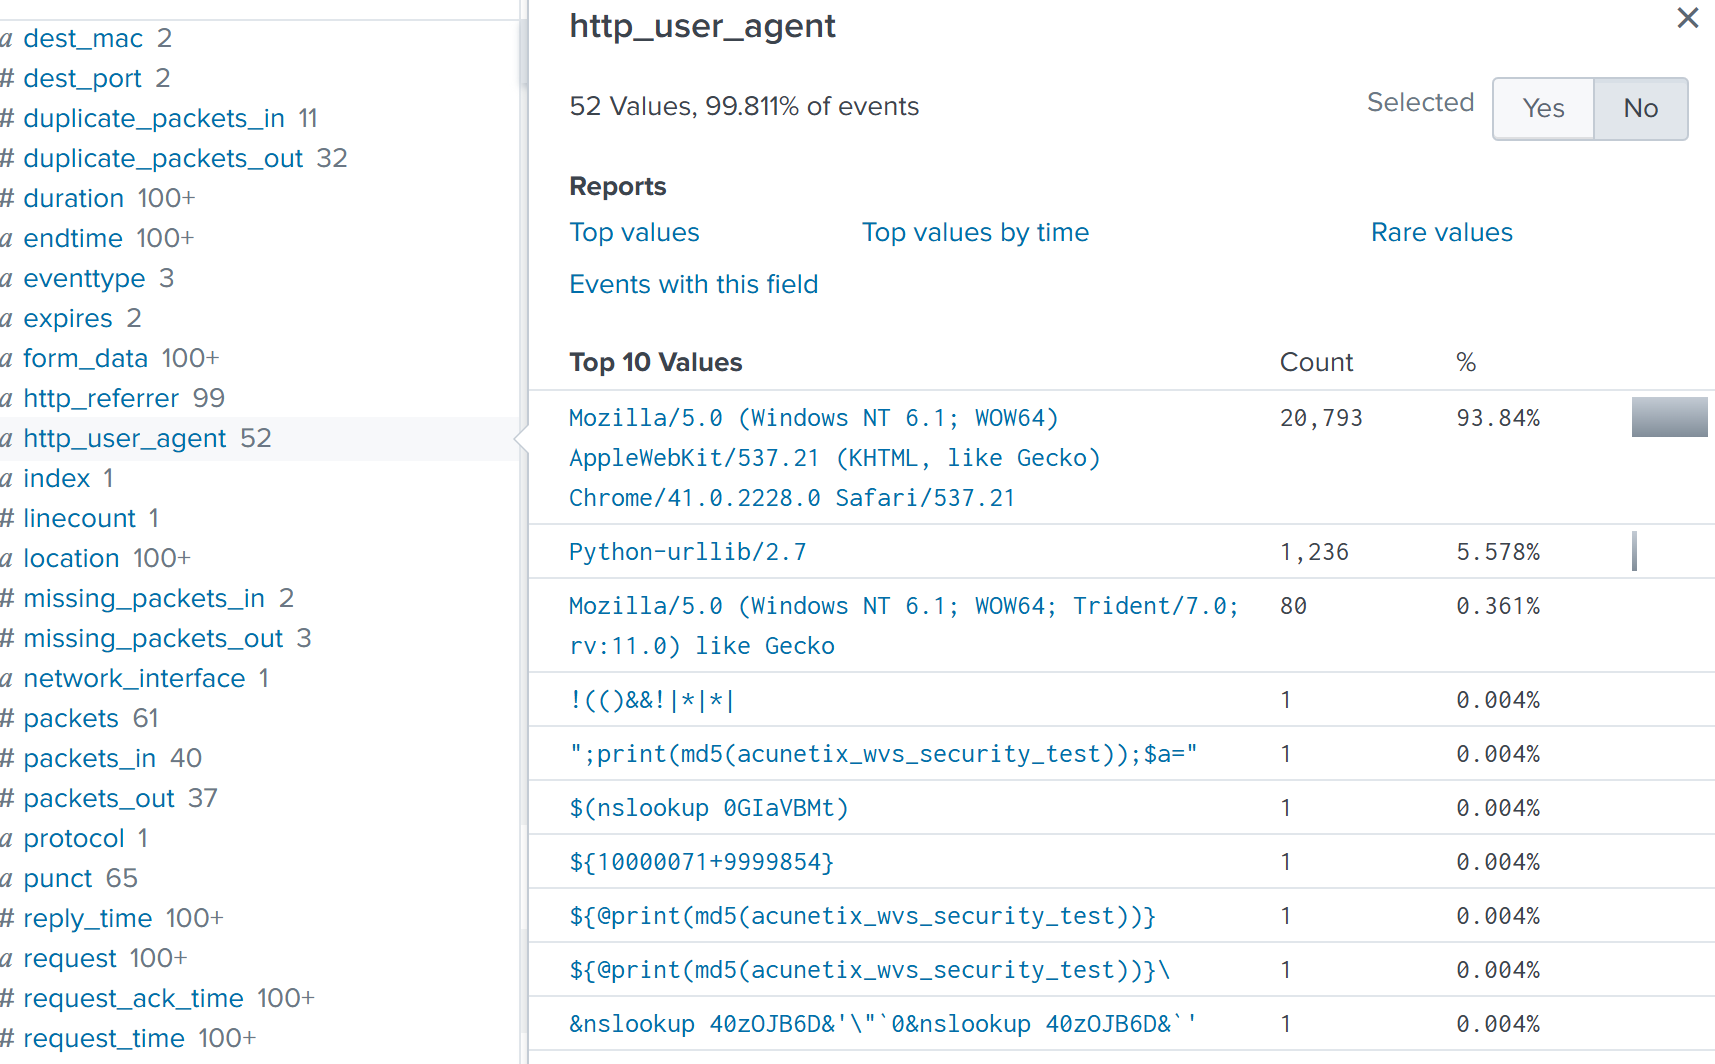 a dest_mac 2
# dest_port 2
# duplicate_packets_in 11
# duplicate_packets_out 32
# duration 100+
a endtime 100+
a eventtype 3
a expires 2
a form_data 100+
a http_referrer 99
a http_user_agent 52
a index 1
# linecount 1
a location 100+
# missing_packets_in 2
# missing_packets_out 3
a network_interface 1
# packets 61
# packets_in 40
# packets_out 37
a protocol 1
a punct 65
# reply_time 100+
a request 100+
# request_ack_time 100+
# request_time 100+
http_user_agent
52 Values, 99.811% of events
Selected Yes No
Reports
Top values Top values by time Rare values
Events with this field
Top 10 Values Count %
Mozilla/5.0 (Windows NT 6.1; WOW64) 20,793 93.84%
AppleWebKit/537.21 (KHTML, like Gecko)
Chrome/41.0.2228.0 Safari/537.21
Python-urllib/2.7 1,236 5.578%
Mozilla/5.0 (Windows NT 6.1; WOW64; Trident/7.0; 80 0.361%
rv:11.0) like Gecko
!(()&&!|*|*| 1 0.004%
";print(md5(acunetix_wvs_security_test));$a=" 1 0.004%
$(nslookup 0GIaVBMt) 1 0.004%
${10000071+9999854} 1 0.004%
${@print(md5(acunetix_wvs_security_test))} 1 0.004%
${@print(md5(acunetix_wvs_security_test))}\ 1 0.004%
&nslookup 40zOJB6D&'\"`0&nslookup 40zOJB6D&`' 1 0.004%